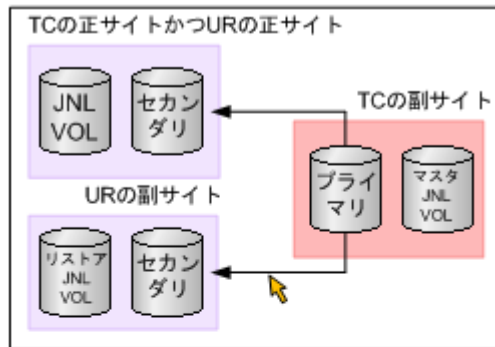 TCの正サイトかつURの正サイト
JNL
VOL
セカン
ダリ
TCの副サイト
プライ
マリ
マスタ
JNL
VOL
URの副サイト
リストア
JNL
VOL
セカン
ダリ